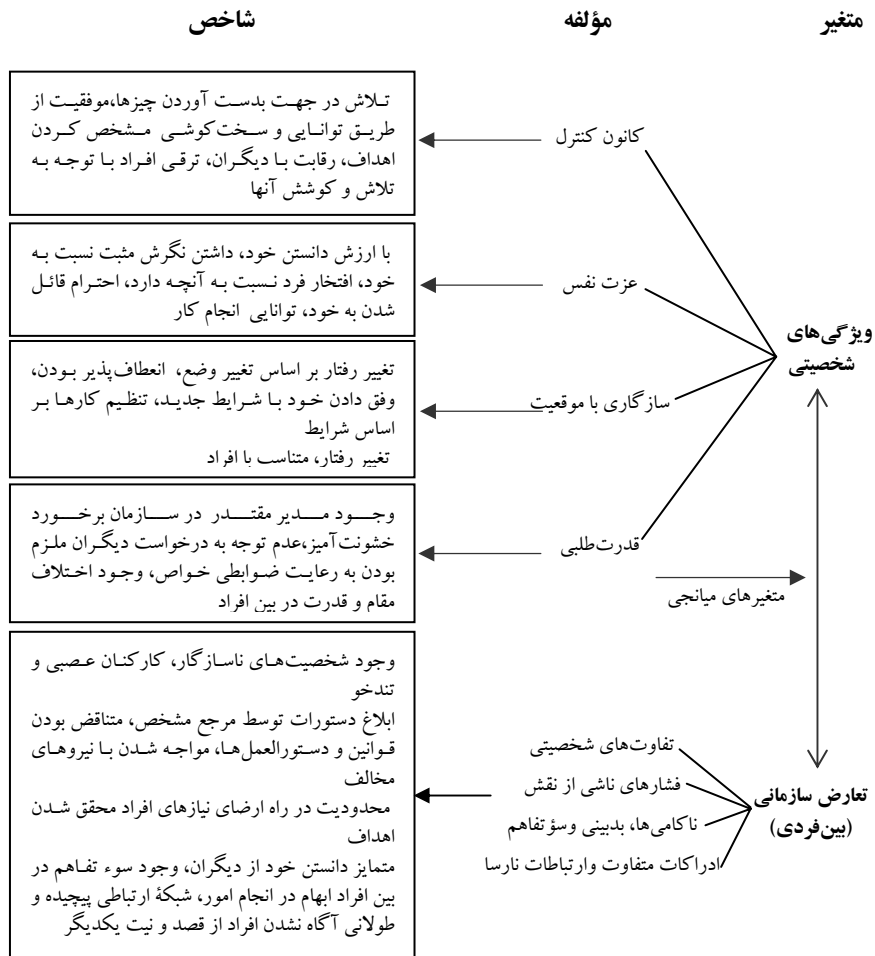 متغیر
مؤلفه
شاخص
ویژگی‌های
شخصیتی
کانون کنترل
تلاش در جهت بدست آوردن چیزها،موفقیت از
طریق توانایی و سخت‌کوشی مشخص کردن
اهداف، رقابت با دیگران، ترقی افراد با توجه به
تلاش و کوشش آنها
عزت نفس
با ارزش دانستن خود، داشتن نگرش مثبت نسبت به
خود، افتخار فرد نسبت به آنچه دارد، احترام قائل
شدن به خود، توانایی انجام کار
سازگاری با موقعیت
تغییر رفتار بر اساس تغییر وضع، انعطاف‌پذیر بودن،
وفق دادن خود با شرایط جدید، تنظیم کارها بر
اساس شرایط
تغییر رفتار، متناسب با افراد
قدرت‌طلبی
وجود مدیر مقتدر در سازمان برخورد
خشونت‌آمیز،عدم توجه به درخواست دیگران ملزم
بودن به رعایت ضوابطی خواص، وجود اختلاف
مقام و قدرت در بین افراد
متغیرهای میانجی
تعارض سازمانی
(بین‌فردی)
تفاوت‌های شخصیتی
فشارهای ناشی از نقش
ناکامی‌ها، بدبینی وسؤتفاهم
ادراکات متفاوت وارتباطات نارسا
وجود شخصیت‌های ناسازگار، کارکنان عصبی و
تندخو
ابلاغ دستورات توسط مرجع مشخص، متناقض بودن
قوانین و دستورالعمل‌ها، مواجه شدن با نیروهای
مخالف
محدودیت در راه ارضای نیازهای افراد محقق شدن
اهداف
متمایز دانستن خود از دیگران، وجود سوء تفاهم در
بین افراد ابهام در انجام امور، شبکهٔ ارتباطی پیچیده و
طولانی آگاه نشدن افراد از قصد و نیت یکدیگر